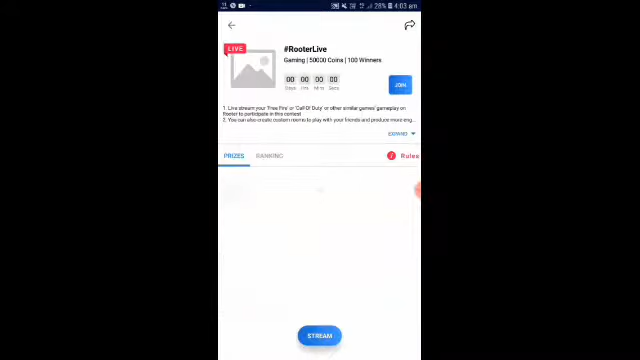 28% 4:03 am
LIVE
#RooterLive
Gaming | 50000 Coins | 100 Winners
00 00 00 00
Days Hrs Mins Secs
JOIN
1. Live stream your 'Free Fire' or 'Call Of Duty' or other similar games' gameplay on
Rooter to participate in this contest
2. You can also create custom rooms to play with your friends and produce more eng...
EXPAND
PRIZES RANKING Rules
STREAM